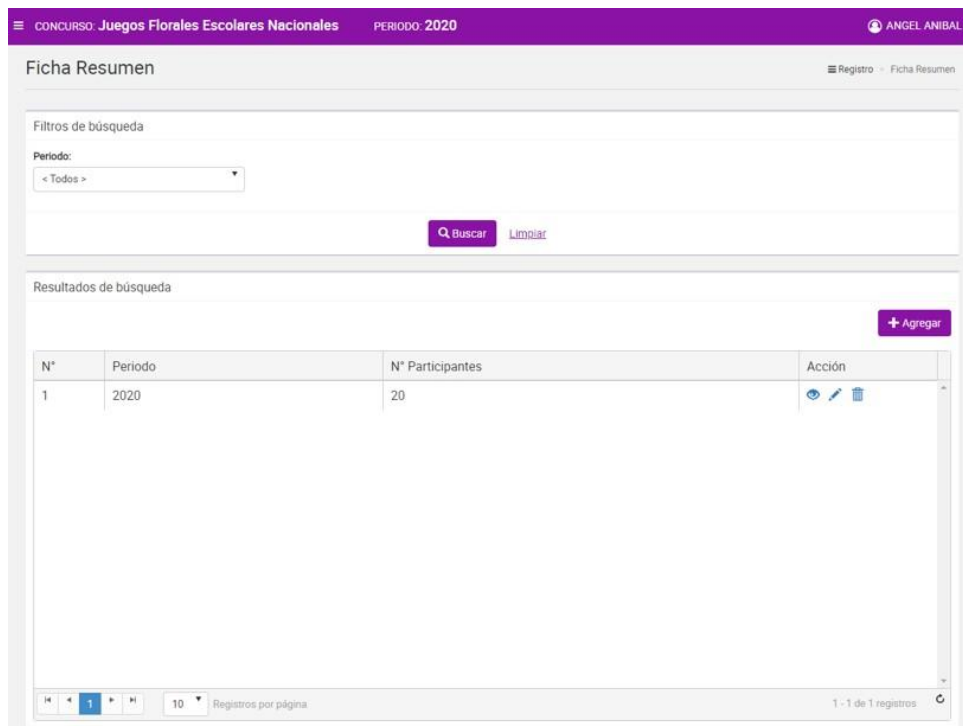 CONCURSO: Juegos Florales Escolares Nacionales PERIODO: 2020 ANGEL ANIBAL
Ficha Resumen Registro Ficha Resumen
Filtros de búsqueda
Periodo:
< Todos >
Buscar Limpiar
Resultados de búsqueda
+ Agregar
N° Periodo N° Participantes Acción
1 2020 20
1 10 Registros por página 1 - 1 de 1 registros